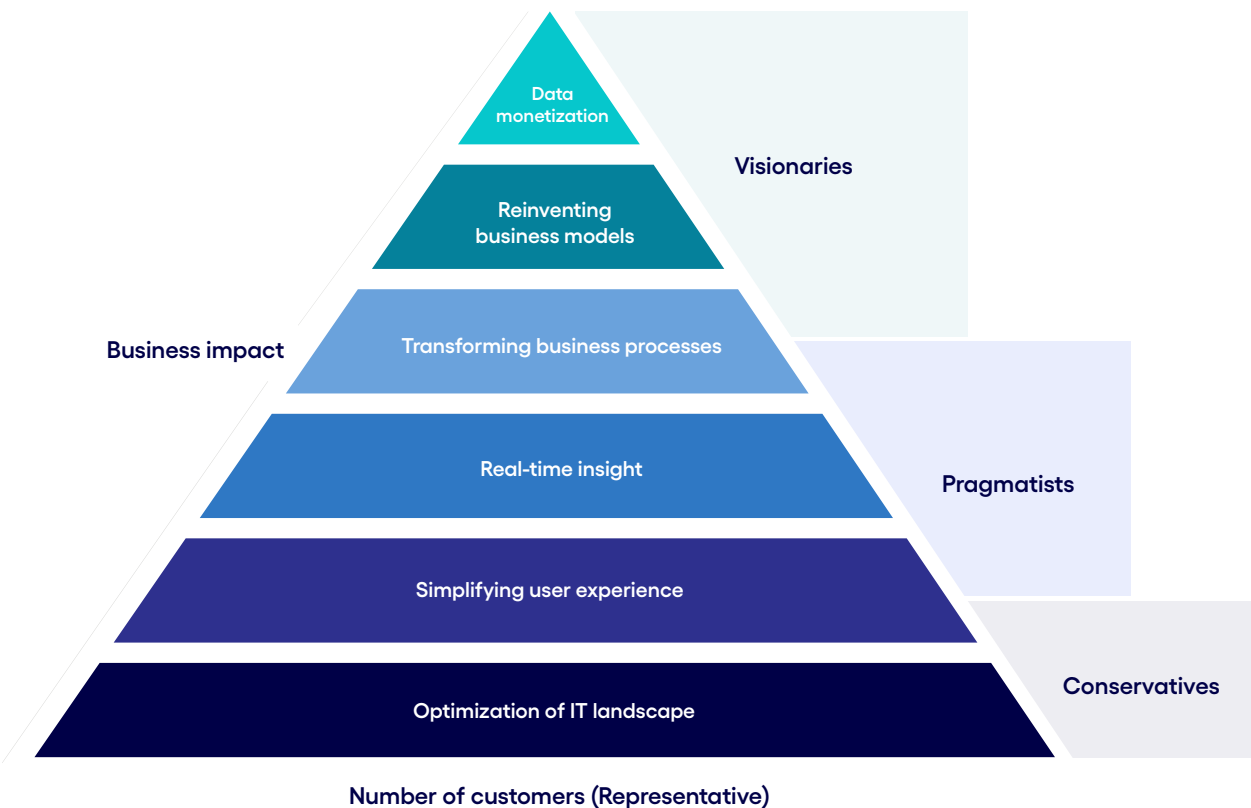 Data
monetization
Visionaries
Reinventing
business models
Business impact
Transforming business processes
Real-time insight
Pragmatists
Simplifying user experience
Conservatives
Optimization of IT landscape
Number of customers (Representative)